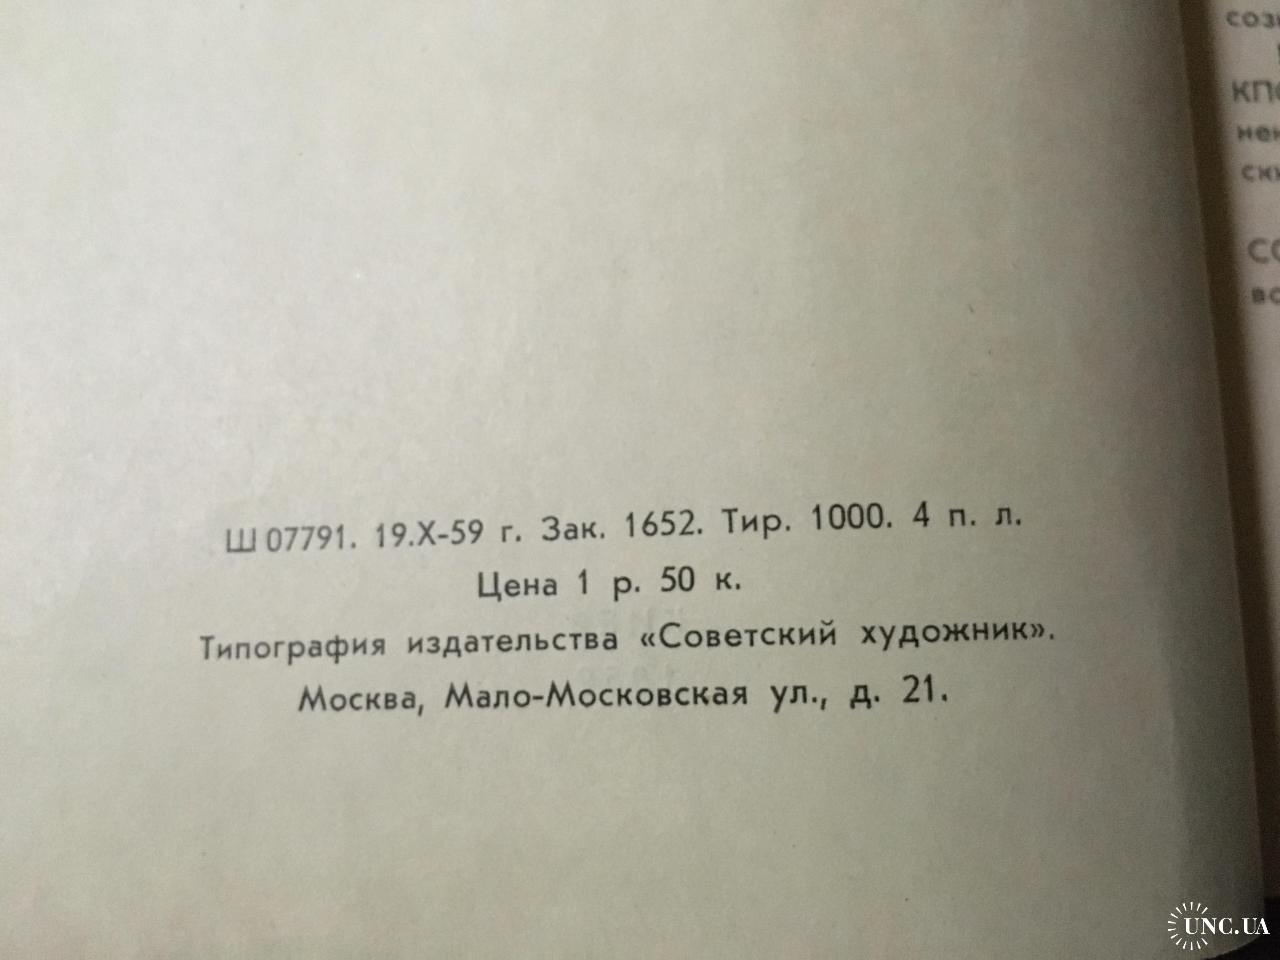 Ш 07791. 19.X-59 г. Зак. 1652. Тир. 1000. 4 п. л.
Цена 1 р. 50 к.
Типография издательства «Советский художник».
Москва, Мало-Московская ул., д. 21.
UNC.UA